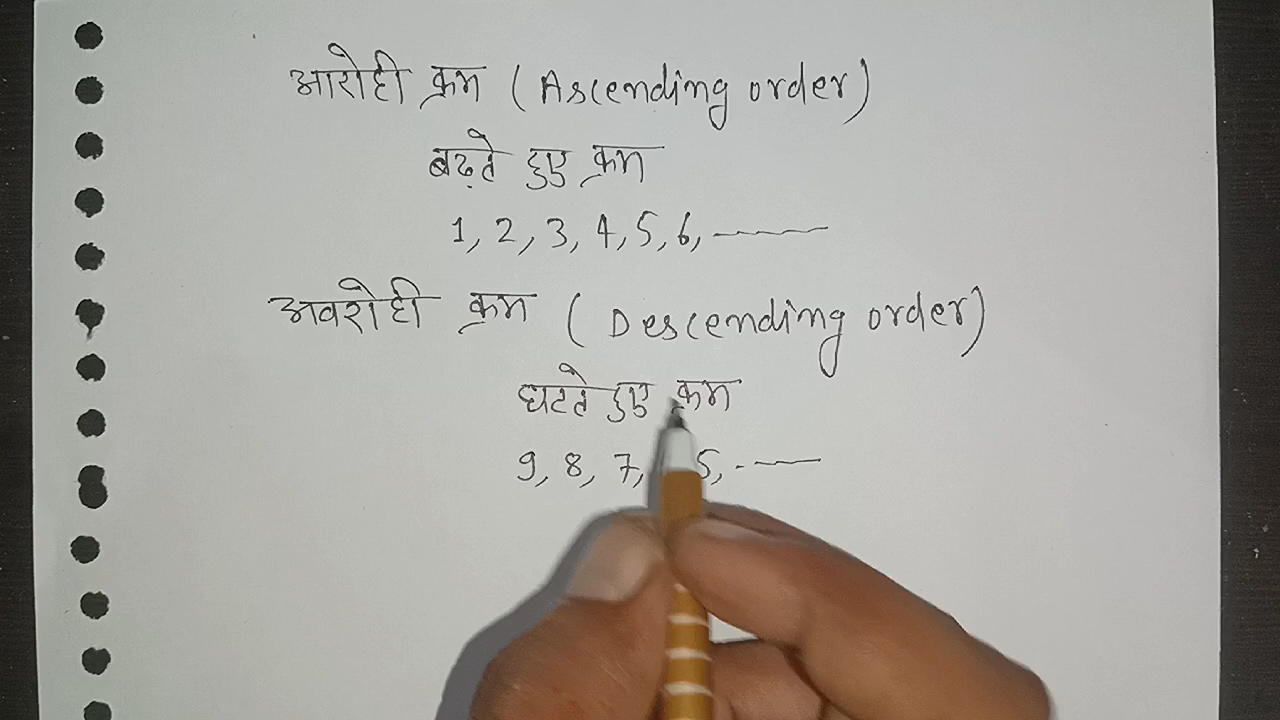 आरोही क्रम (Ascending order)
बढ़ते हुए क्रम
1, 2, 3, 4, 5, 6,
अवरोही क्रम (Descending order)
घटते हुए क्रम
9, 8, 7, 5,